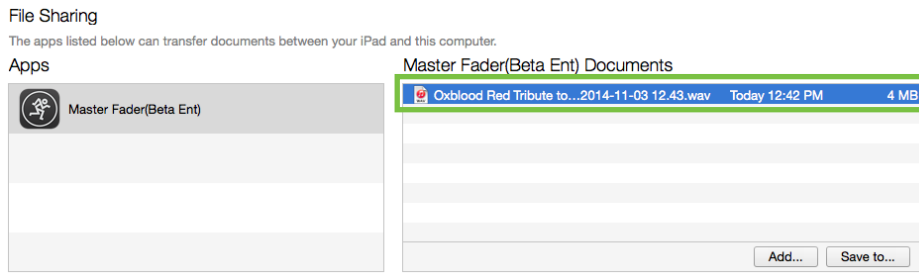 File Sharing
The apps listed below can transfer documents between your iPad and this computer.
Apps
Master Fader(Beta Ent) Documents
Master Fader(Beta Ent)
Oxblood Red Tribute to...2014-11-03 12.43.wav Today 12:42 PM 4 MB
Add... Save to...